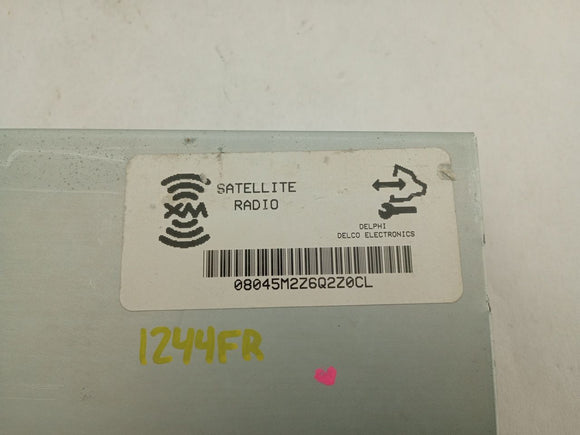 XM
SATELLITE
RADIO
DELPHI
DELCO ELECTRONICS
08045M2Z6Q2Z0CL
1244FR